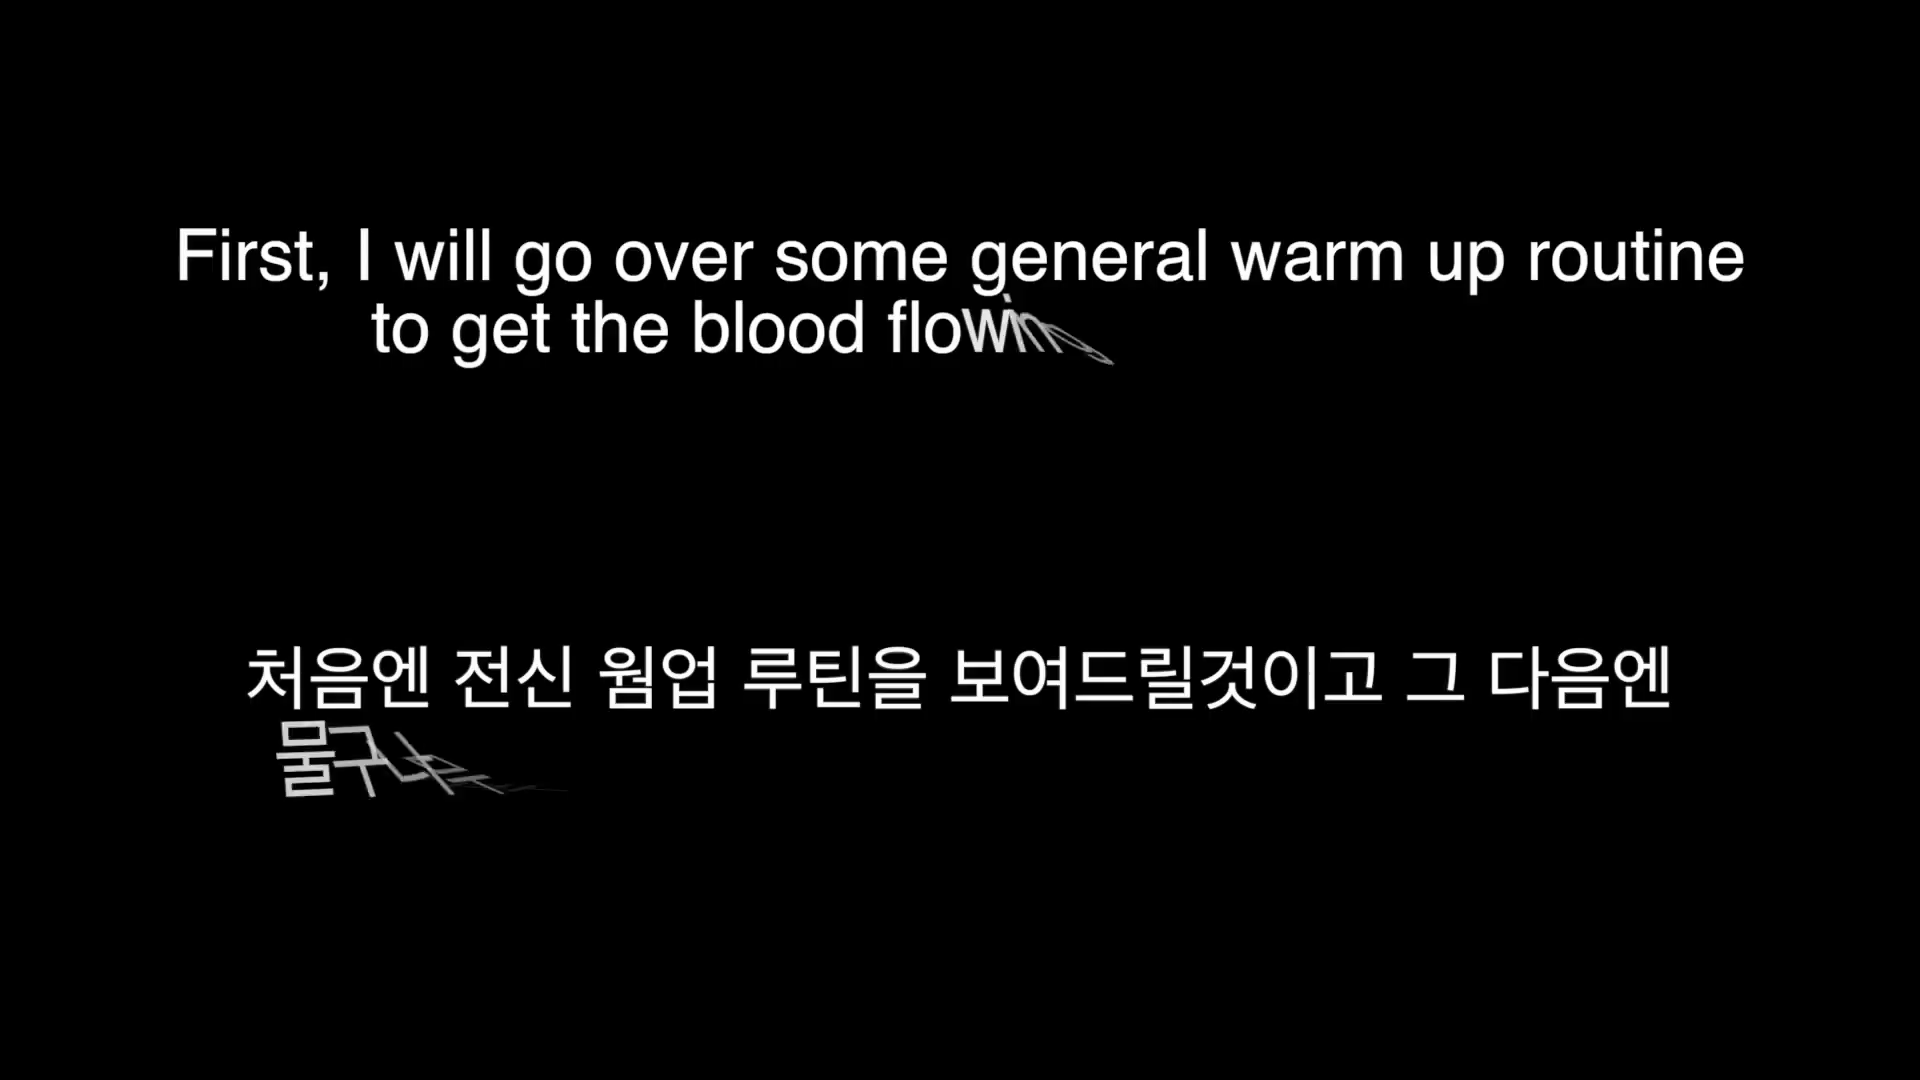 First, I will go over some general warm up routine
to get the blood flowing
처음엔 전신 웜업 루틴을 보여드릴것이고 그 다음엔